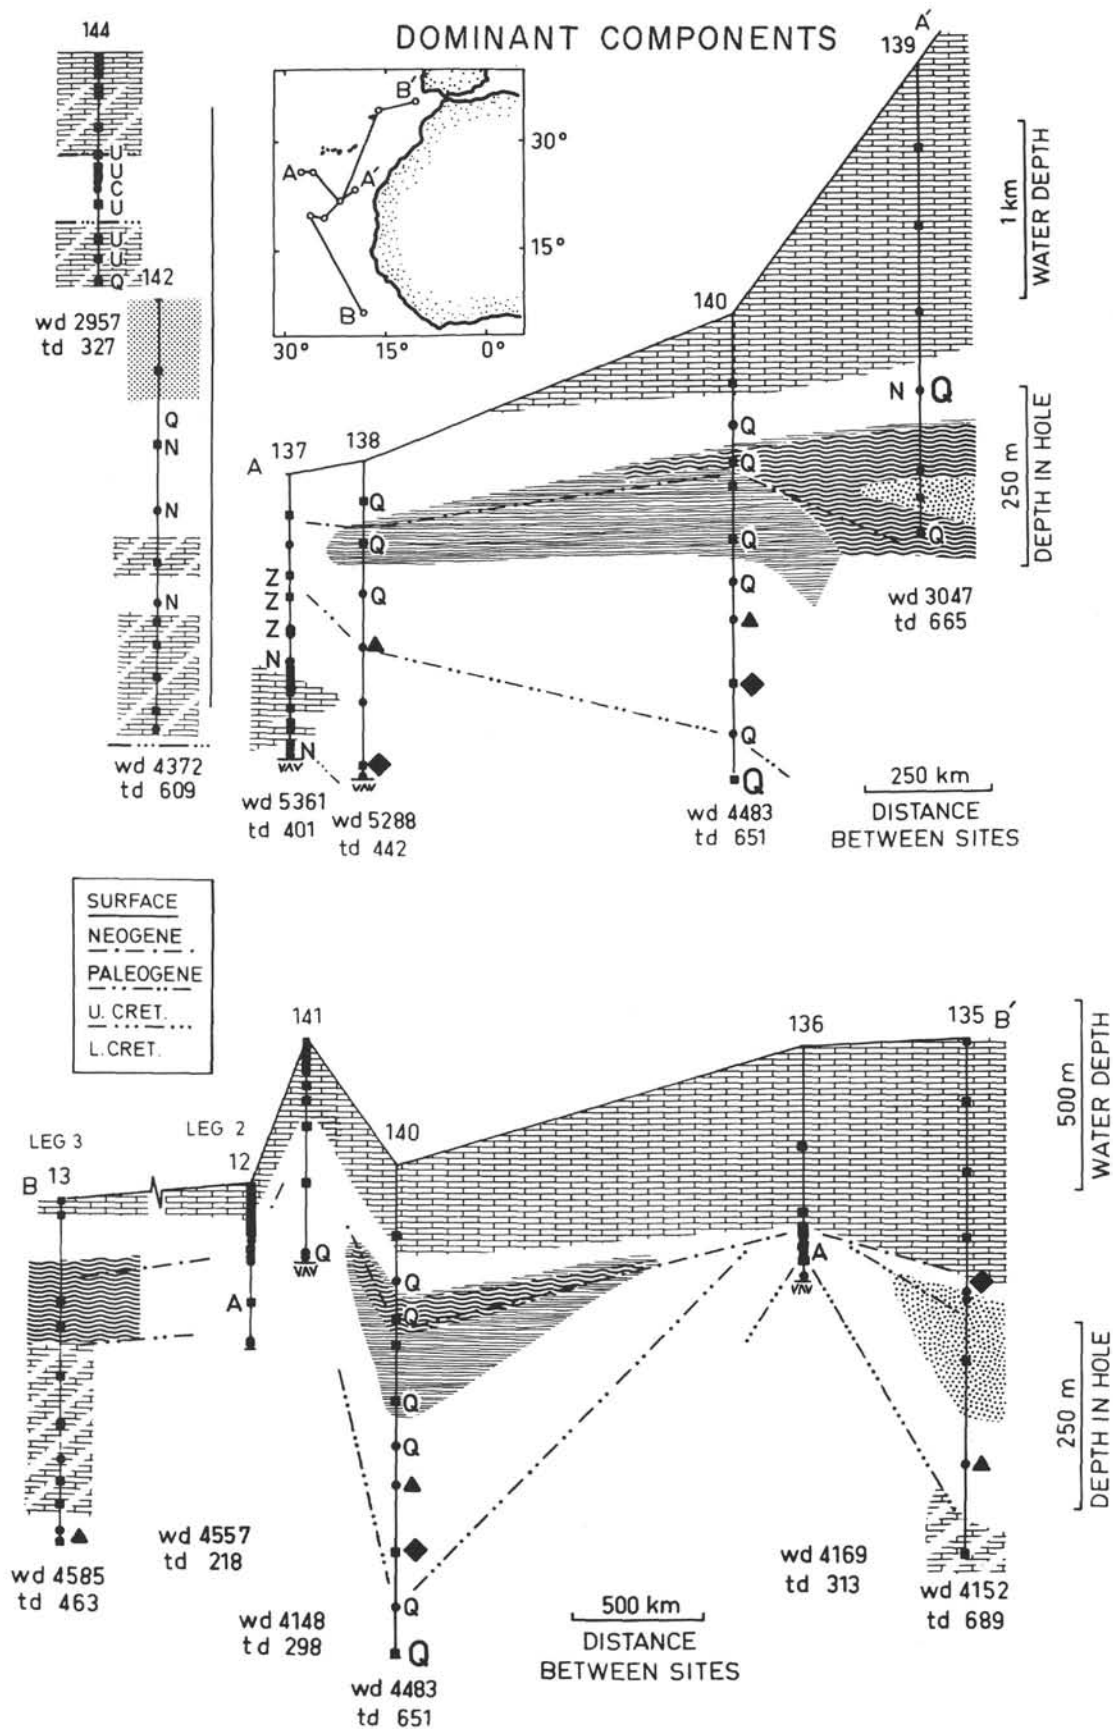 DOMINANT COMPONENTS
144
U
U
C
U
U
U
Q
wd 2957
td 327
142
Q
N
N
N
wd 4372
td 609
B'
A
A'
B
30°
15°
30°
15°
0°
A'
139
N
Q
Q
wd 3047
td 665
1 km
WATER DEPTH
250 m
DEPTH IN HOLE
140
Q
Q
Q
Q
Q
Q
wd 4483
td 651
A
137
Z
Z
Z
N
N
wd 5361
td 401
138
Q
Q
Q
wd 5288
td 442
250 km
DISTANCE
BETWEEN SITES
SURFACE
NEOGENE
PALEOGENE
U. CRET.
L. CRET.
LEG 3
B 13
wd 4585
td 463
LEG 2
12
A
wd 4557
td 218
141
Q
wd 4148
td 298
140
Q
Q
Q
Q
Q
Q
wd 4483
td 651
136
A
wd 4169
td 313
135 B'
wd 4152
td 689
500 m
WATER DEPTH
250 m
DEPTH IN HOLE
500 km
DISTANCE
BETWEEN SITES